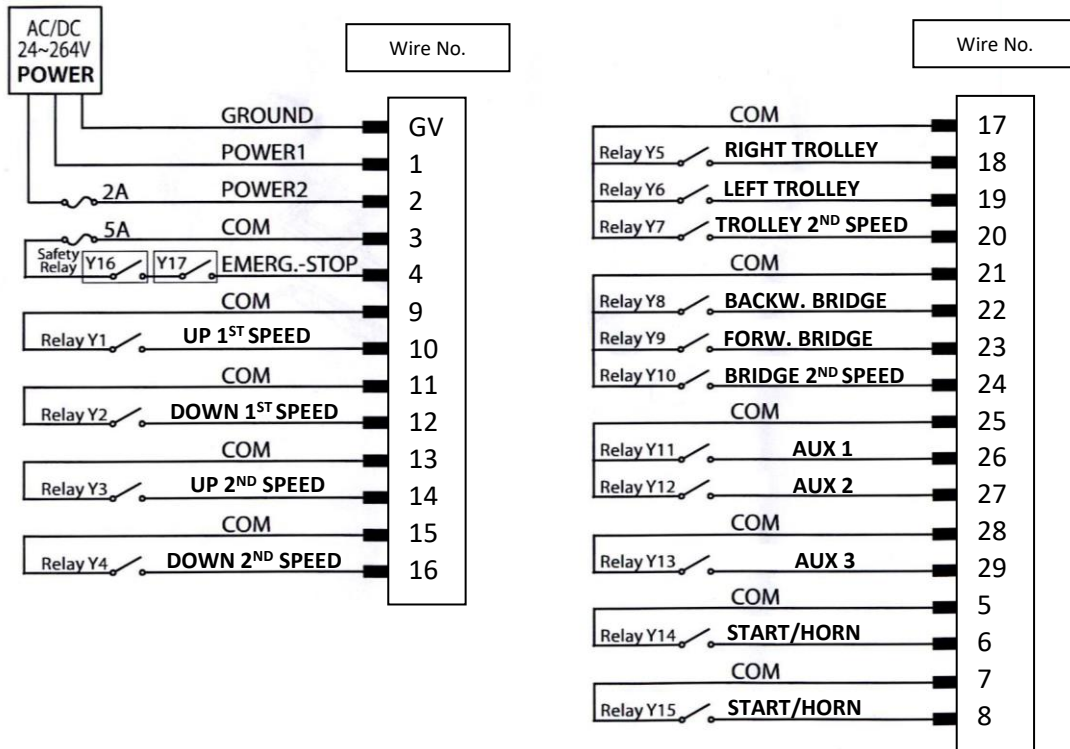 AC/DC
24~264V
POWER
Wire No.
GROUND GV
POWER1 1
2A POWER2 2
5A COM 3
Safety Relay Y16 Y17 EMERG.-STOP 4
COM 9
Relay Y1 UP 1ST SPEED 10
COM 11
Relay Y2 DOWN 1ST SPEED 12
COM 13
Relay Y3 UP 2ND SPEED 14
COM 15
Relay Y4 DOWN 2ND SPEED 16
Wire No.
COM 17
Relay Y5 RIGHT TROLLEY 18
Relay Y6 LEFT TROLLEY 19
Relay Y7 TROLLEY 2ND SPEED 20
COM 21
Relay Y8 BACKW. BRIDGE 22
Relay Y9 FORW. BRIDGE 23
Relay Y10 BRIDGE 2ND SPEED 24
COM 25
Relay Y11 AUX 1 26
Relay Y12 AUX 2 27
COM 28
Relay Y13 AUX 3 29
COM 5
Relay Y14 START/HORN 6
COM 7
Relay Y15 START/HORN 8